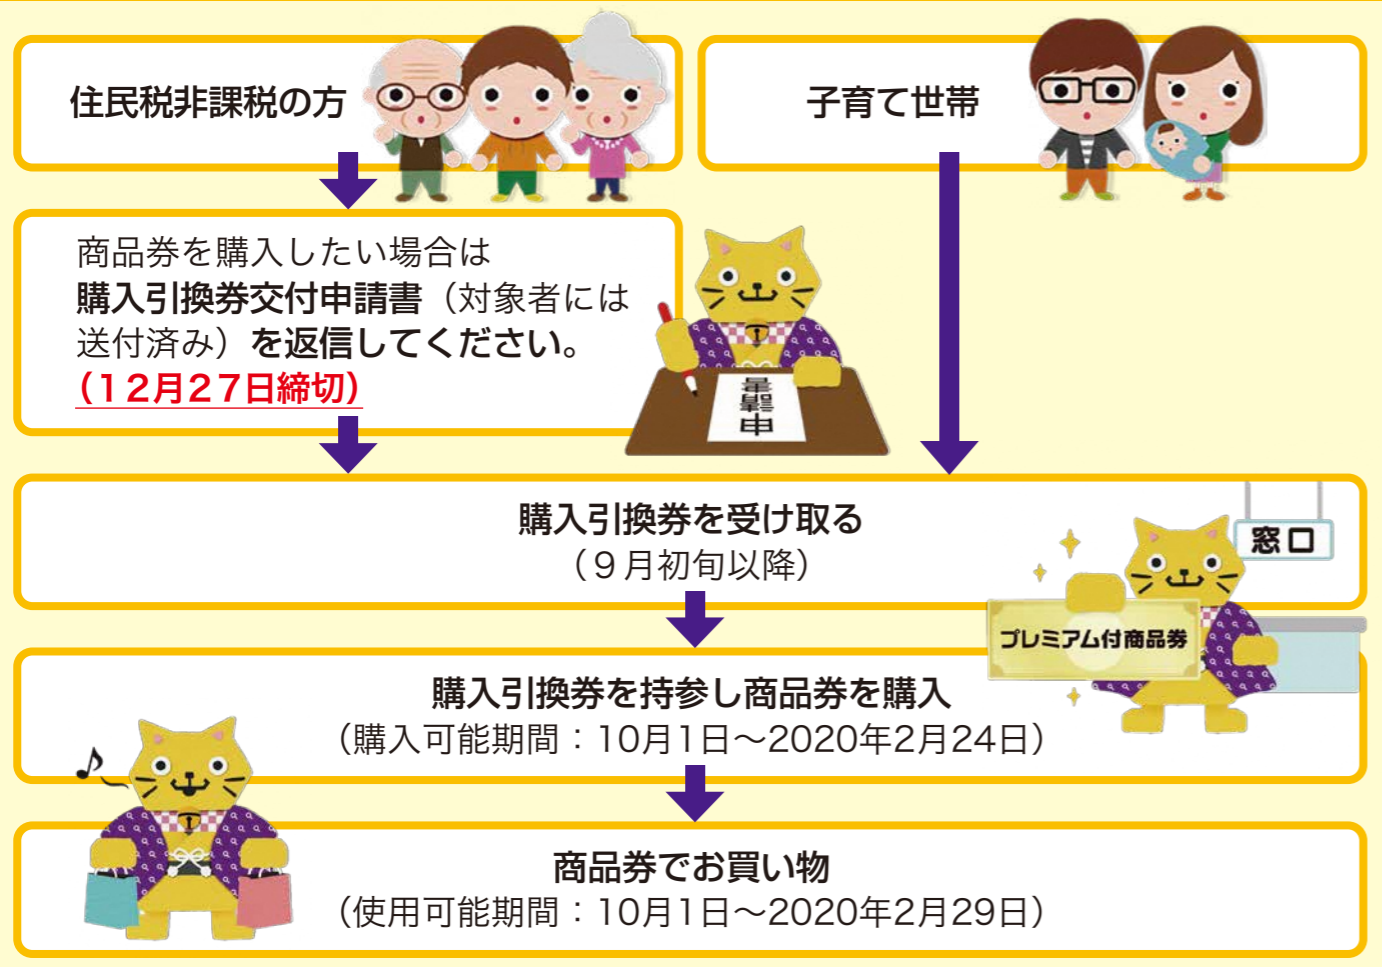 住民税非課税の方
子育て世帯
商品券を購入したい場合は
購入引換券交付申請書（対象者には
送付済み）を返信してください。
（１２月２７日締切）
申請書
購入引換券を受け取る
（９月初旬以降）
窓口
プレミアム付商品券
購入引換券を持参し商品券を購入
（購入可能期間：10月1日～2020年2月24日）
商品券でお買い物
（使用可能期間：10月1日～2020年2月29日）